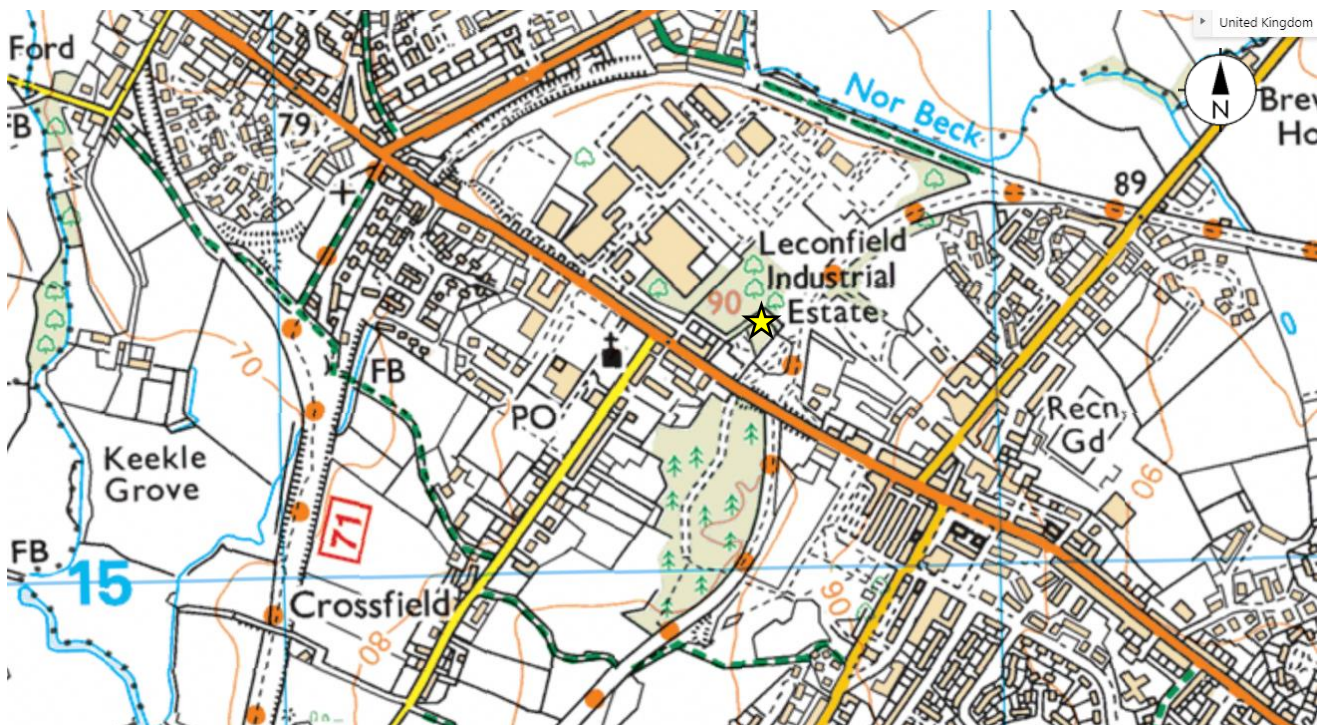 United Kingdom
N
Ford
FB
79
Nor Beck
Brew
Ho
89
Leconfield
Industrial
Estate
90
70
FB
PO
Recn
Gd
90
Keekle
Grove
71
FB
15
Crossfield
80
90